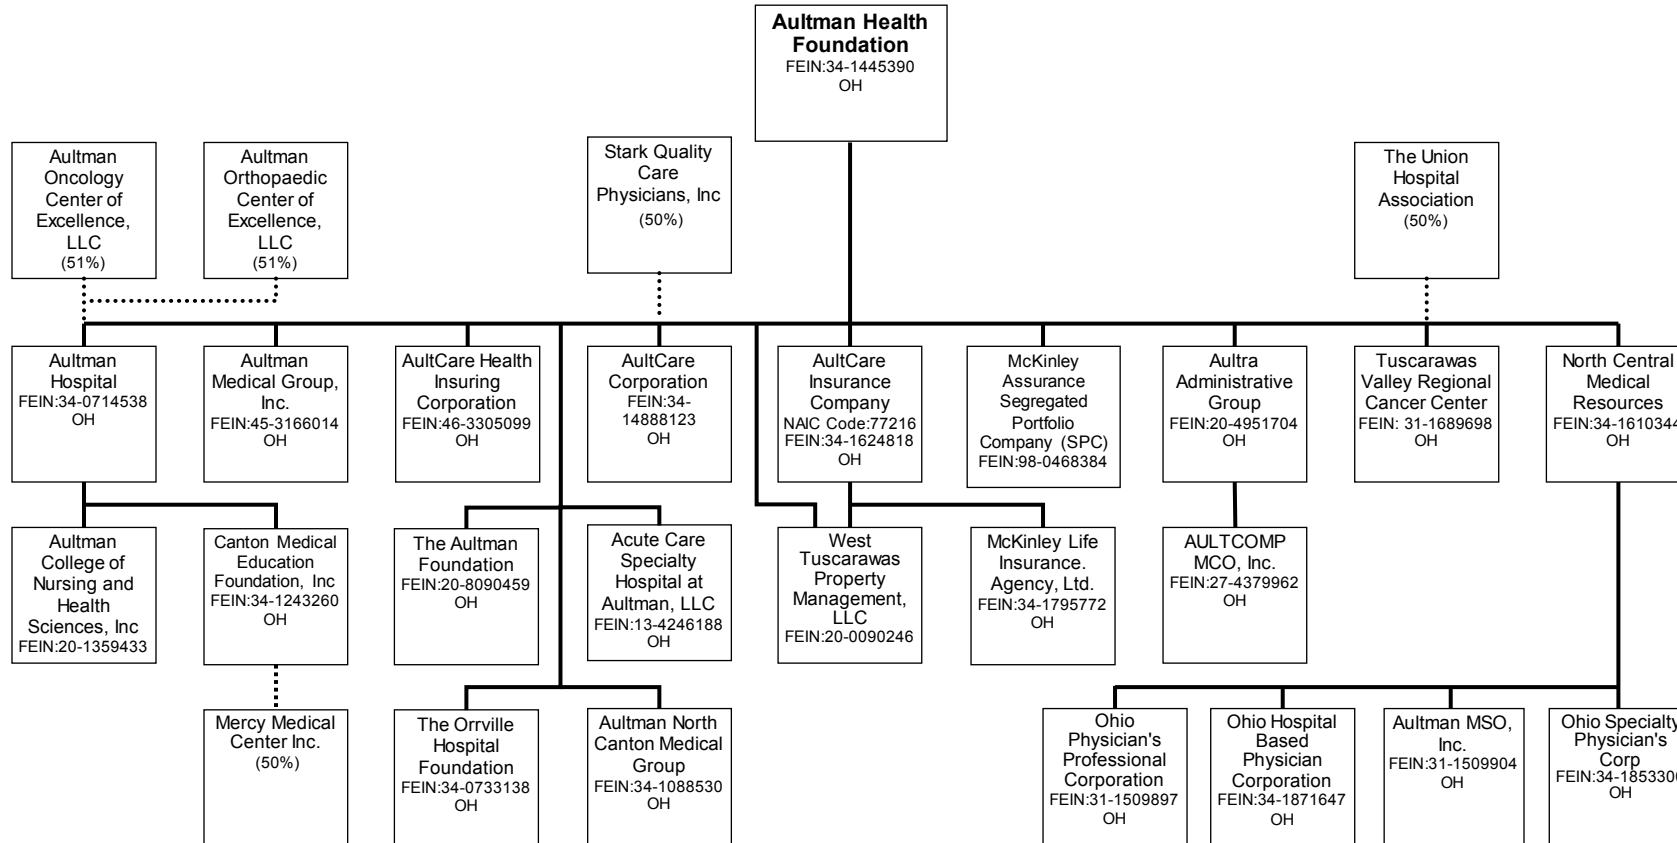 Aultman Health
Foundation
FEIN:34-1445390
OH
Aultman
Oncology
Center of
Excellence,
LLC
(51%)
Aultman
Orthopaedic
Center of
Excellence,
LLC
(51%)
Stark Quality
Care
Physicians, Inc
(50%)
The Union
Hospital
Association
(50%)
Aultman
Hospital
FEIN:34-0714538
OH
Aultman
Medical Group,
Inc.
FEIN:45-3166014
OH
AultCare Health
Insuring
Corporation
FEIN:46-3305099
OH
AultCare
Corporation
FEIN:34-
14888123
OH
AultCare
Insurance
Company
NAIC Code:77216
FEIN:34-1624818
OH
McKinley
Assurance
Segregated
Portfolio
Company (SPC)
FEIN:98-0468384
Aultra
Administrative
Group
FEIN:20-4951704
OH
Tuscarawas
Valley Regional
Cancer Center
FEIN: 31-1689698
OH
North Central
Medical
Resources
FEIN:34-1610344
OH
Aultman
College of
Nursing and
Health
Sciences, Inc
FEIN:20-1359433
Canton Medical
Education
Foundation, Inc
FEIN:34-1243260
OH
The Aultman
Foundation
FEIN:20-8090459
OH
Acute Care
Specialty
Hospital at
Aultman, LLC
FEIN:13-4246188
OH
West
Tuscarawas
Property
Management,
LLC
FEIN:20-0090246
McKinley Life
Insurance.
Agency, Ltd.
FEIN:34-1795772
OH
AULTCOMP
MCO, Inc.
FEIN:27-4379962
OH
Mercy Medical
Center Inc.
(50%)
The Orrville
Hospital
Foundation
FEIN:34-0733138
OH
Aultman North
Canton Medical
Group
FEIN:34-1088530
OH
Ohio
Physician's
Professional
Corporation
FEIN:31-1509897
OH
Ohio Hospital
Based
Physician
Corporation
FEIN:34-1871647
OH
Aultman MSO,
Inc.
FEIN:31-1509904
OH
Ohio Specialty
Physician's
Corp
FEIN:34-1853300
OH